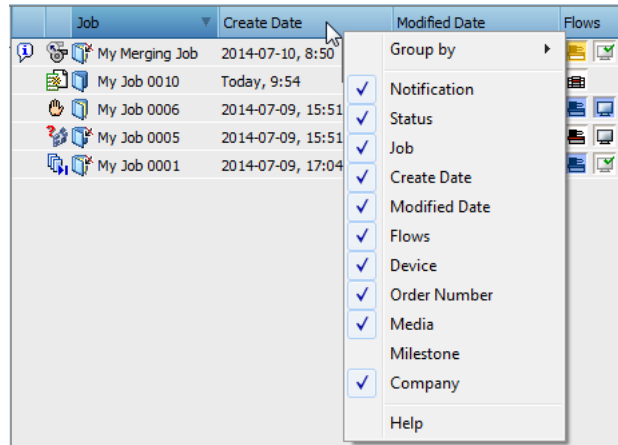 Job Create Date Modified Date Flows
My Merging Job 2014-07-10, 8:50
My Job 0010 Today, 9:54
My Job 0006 2014-07-09, 15:51
My Job 0005 2014-07-09, 15:51
My Job 0001 2014-07-09, 17:04
Group by
Notification
Status
Job
Create Date
Modified Date
Flows
Device
Order Number
Media
Milestone
Company
Help